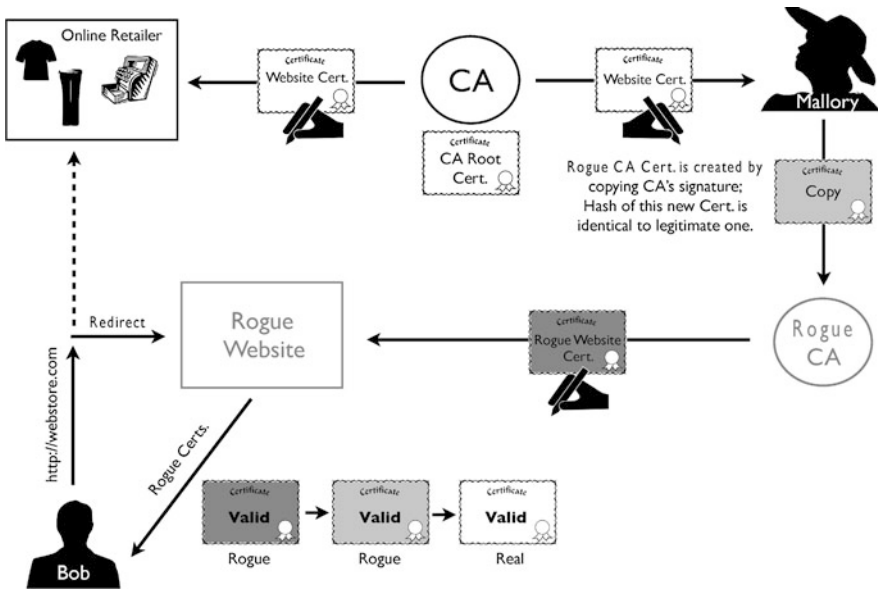 Online Retailer
Certificate
Website Cert.
CA
Certificate
CA Root
Cert.
Certificate
Website Cert.
Mallory
Rogue CA Cert. is created by
copying CA's signature;
Hash of this new Cert. is
identical to legitimate one.
Certificate
Copy
Rogue
CA
Certificate
Rogue Website
Cert.
Rogue
Website
Redirect
http://webstore.com
Rogue Certs.
Bob
Certificate
Valid
Rogue
Certificate
Valid
Rogue
Certificate
Valid
Real